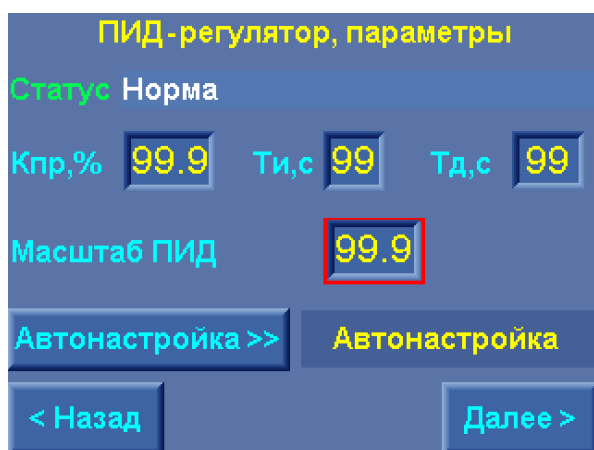 ПИД-регулятор, параметры
Статус Норма
Кпр,% 99.9 Ти,с 99 Тд,с 99
Масштаб ПИД 99.9
Автонастройка >> Автонастройка
< Назад Далее >